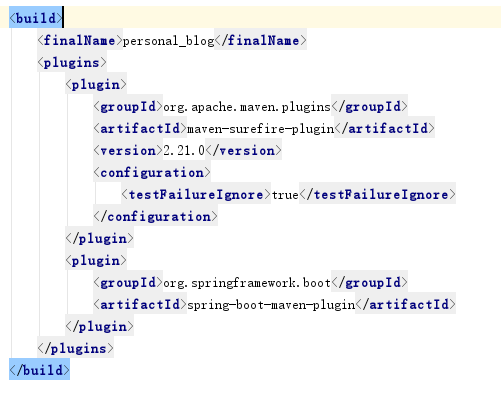 <build>
<finalName>personal_blog</finalName>
<plugins>
<plugin>
<groupId>org.apache.maven.plugins</groupId>
<artifactId>maven-surefire-plugin</artifactId>
<version>2.21.0</version>
<configuration>
<testFailureIgnore>true</testFailureIgnore>
</configuration>
</plugin>
<plugin>
<groupId>org.springframework.boot</groupId>
<artifactId>spring-boot-maven-plugin</artifactId>
</plugin>
</plugins>
</build>